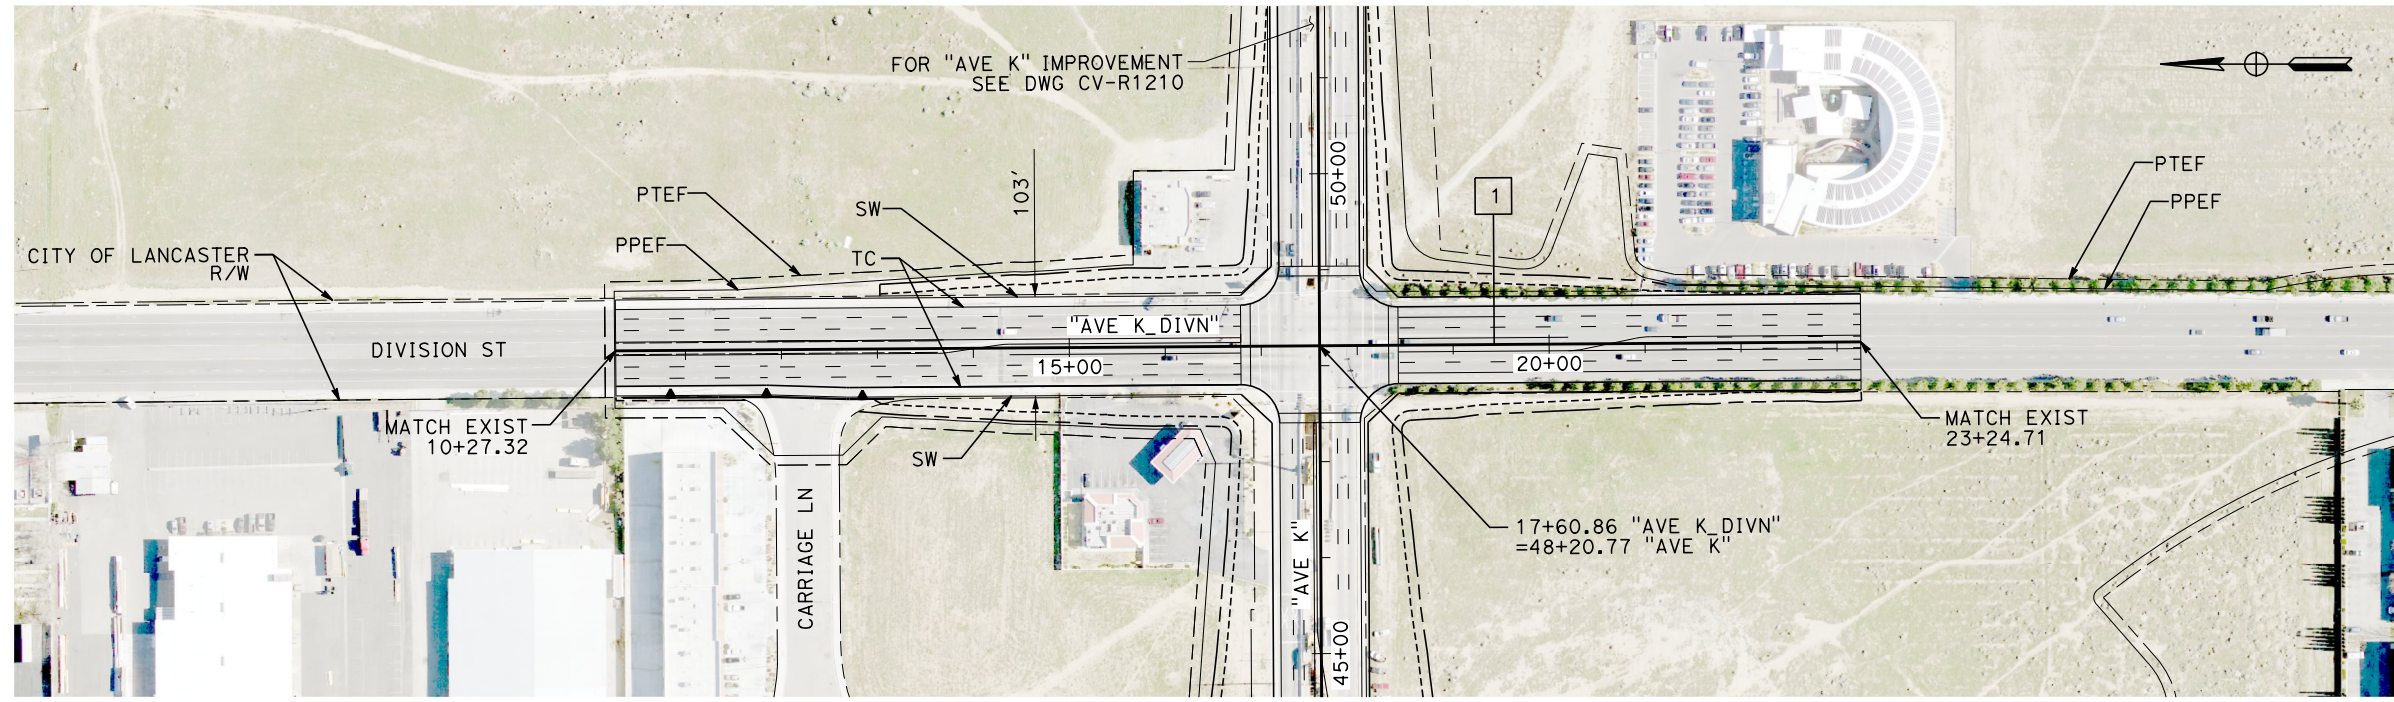 FOR "AVE K" IMPROVEMENT
SEE DWG CV-R1210
50+00
103'
1
PTEF
PPEF
PTEF
SW
PPEF
TC
CITY OF LANCASTER
R/W
"AVE K_DIVN"
DIVISION ST
15+00
20+00
MATCH EXIST
10+27.32
MATCH EXIST
23+24.71
SW
CARRIAGE LN
17+60.86 "AVE K_DIVN"
=48+20.77 "AVE K"
"AVE K"
45+00